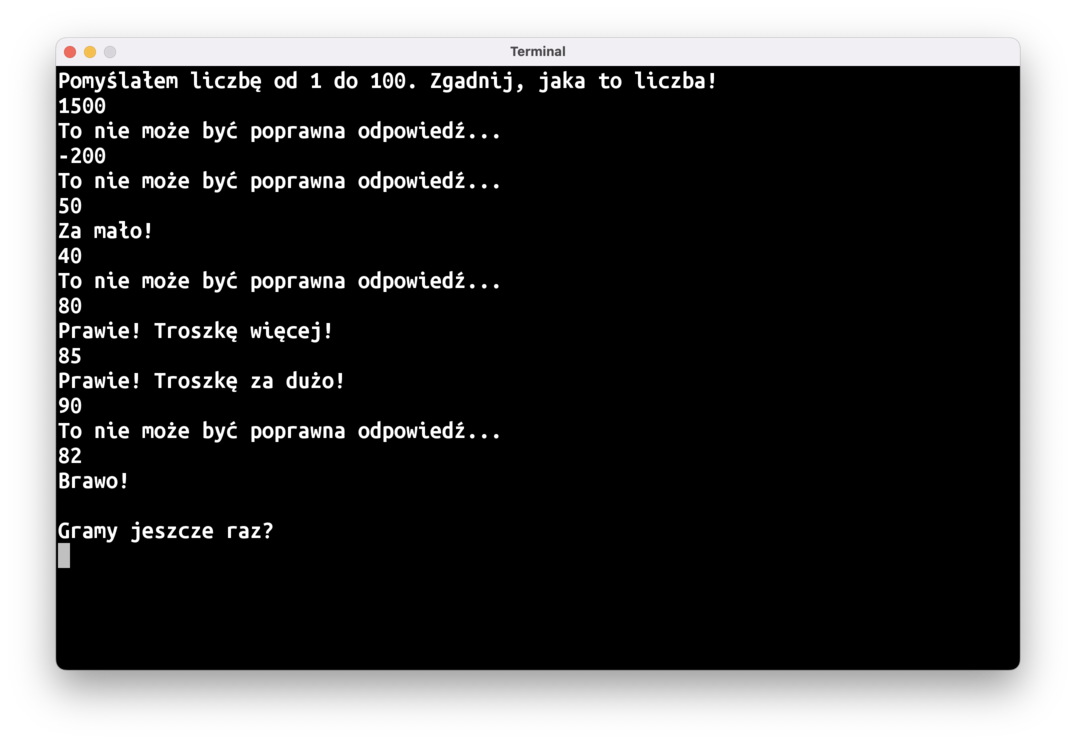 Terminal
Pomyślałem liczbę od 1 do 100. Zgadnij, jaka to liczba!
1500
To nie może być poprawna odpowiedź...
-200
To nie może być poprawna odpowiedź...
50
Za mało!
40
To nie może być poprawna odpowiedź...
80
Prawie! Troszkę więcej!
85
Prawie! Troszkę za dużo!
90
To nie może być poprawna odpowiedź...
82
Brawo!
Gramy jeszcze raz?